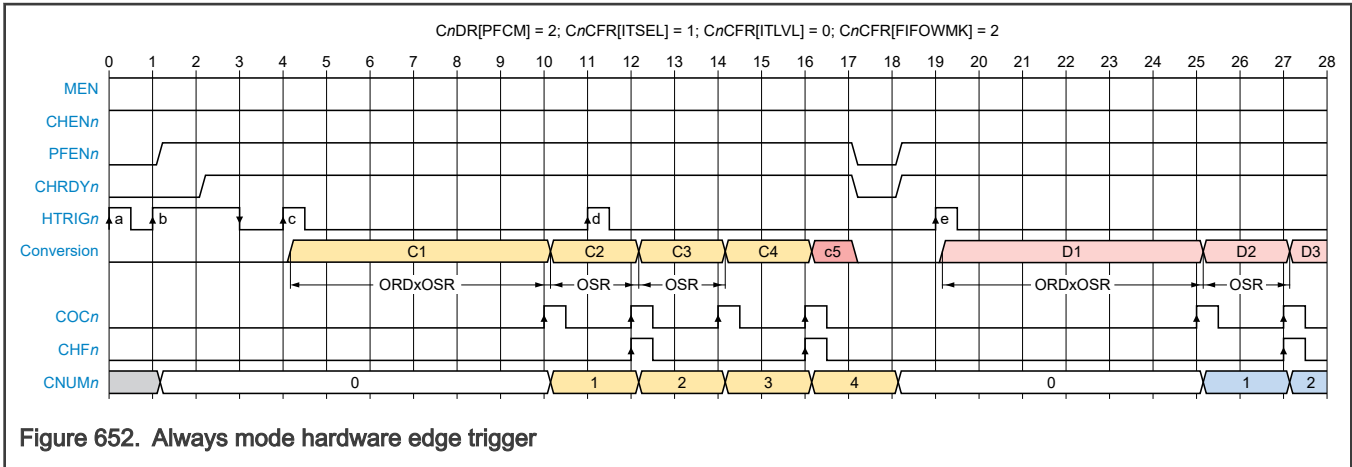 CnDR[PFCM] = 2; CnCFR[ITSEL] = 1; CnCFR[ITLVL] = 0; CnCFR[FIFOWMK] = 2
0 1 2 3 4 5 6 7 8 9 10 11 12 13 14 15 16 17 18 19 20 21 22 23 24 25 26 27 28
MEN
CHENn
PFENn
CHRDYn
HTRIGn a b c d e
Conversion C1 C2 C3 C4 c5 D1 D2 D3
ORDxOSR OSR OSR ORDxOSR OSR
COCn
CHFn
CNUMn 0 1 2 3 4 0 1 2
Figure 652. Always mode hardware edge trigger